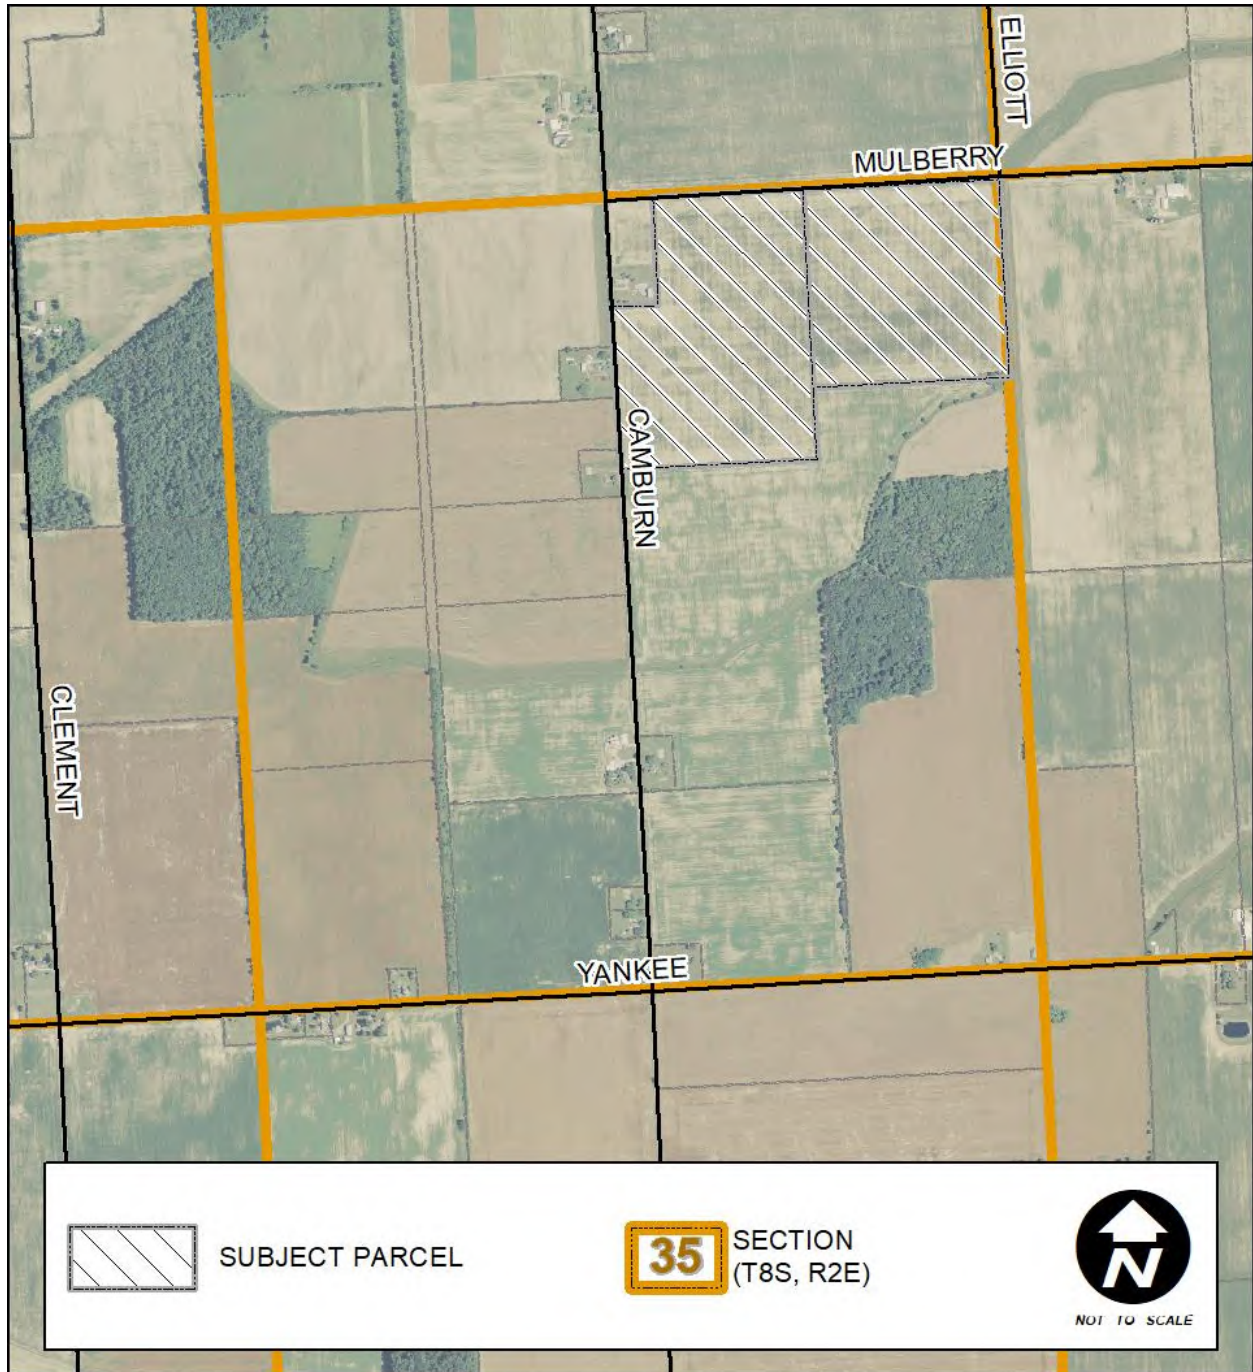 ELLIOTT
MULBERRY
CAMBURN
CLEMENT
YANKEE
SUBJECT PARCEL
35
SECTION
(T8S, R2E)
N
NOT TO SCALE